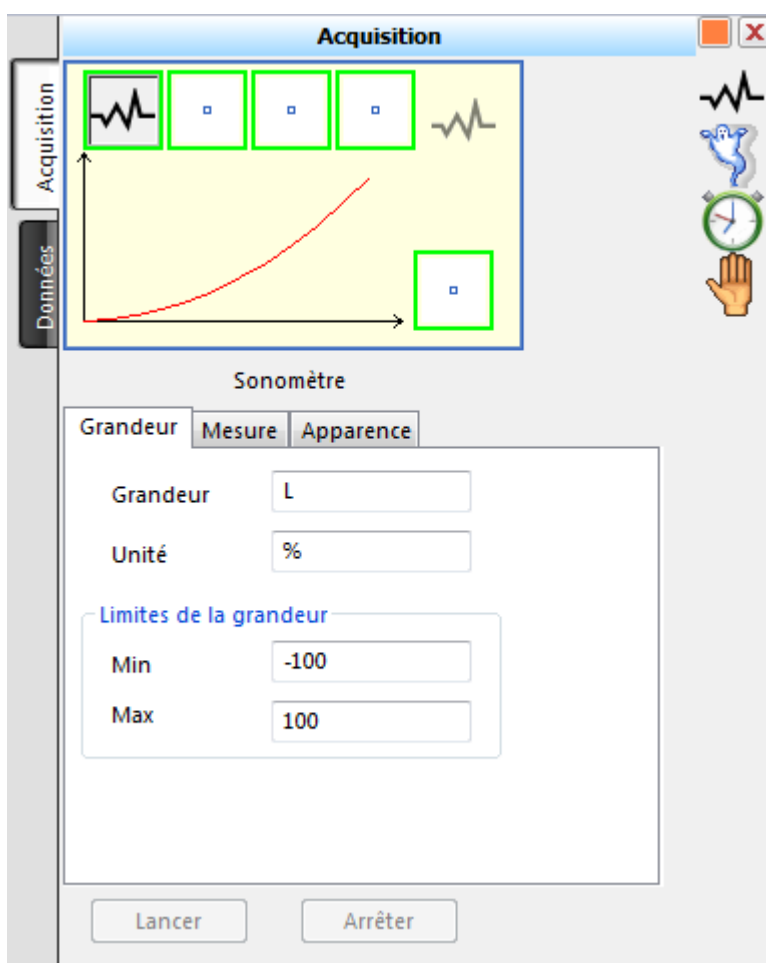 Acquisition
Acquisition
Données
Sonomètre
Grandeur Mesure Apparence
Grandeur L
Unité %
Limites de la grandeur
Min -100
Max 100
Lancer Arrêter